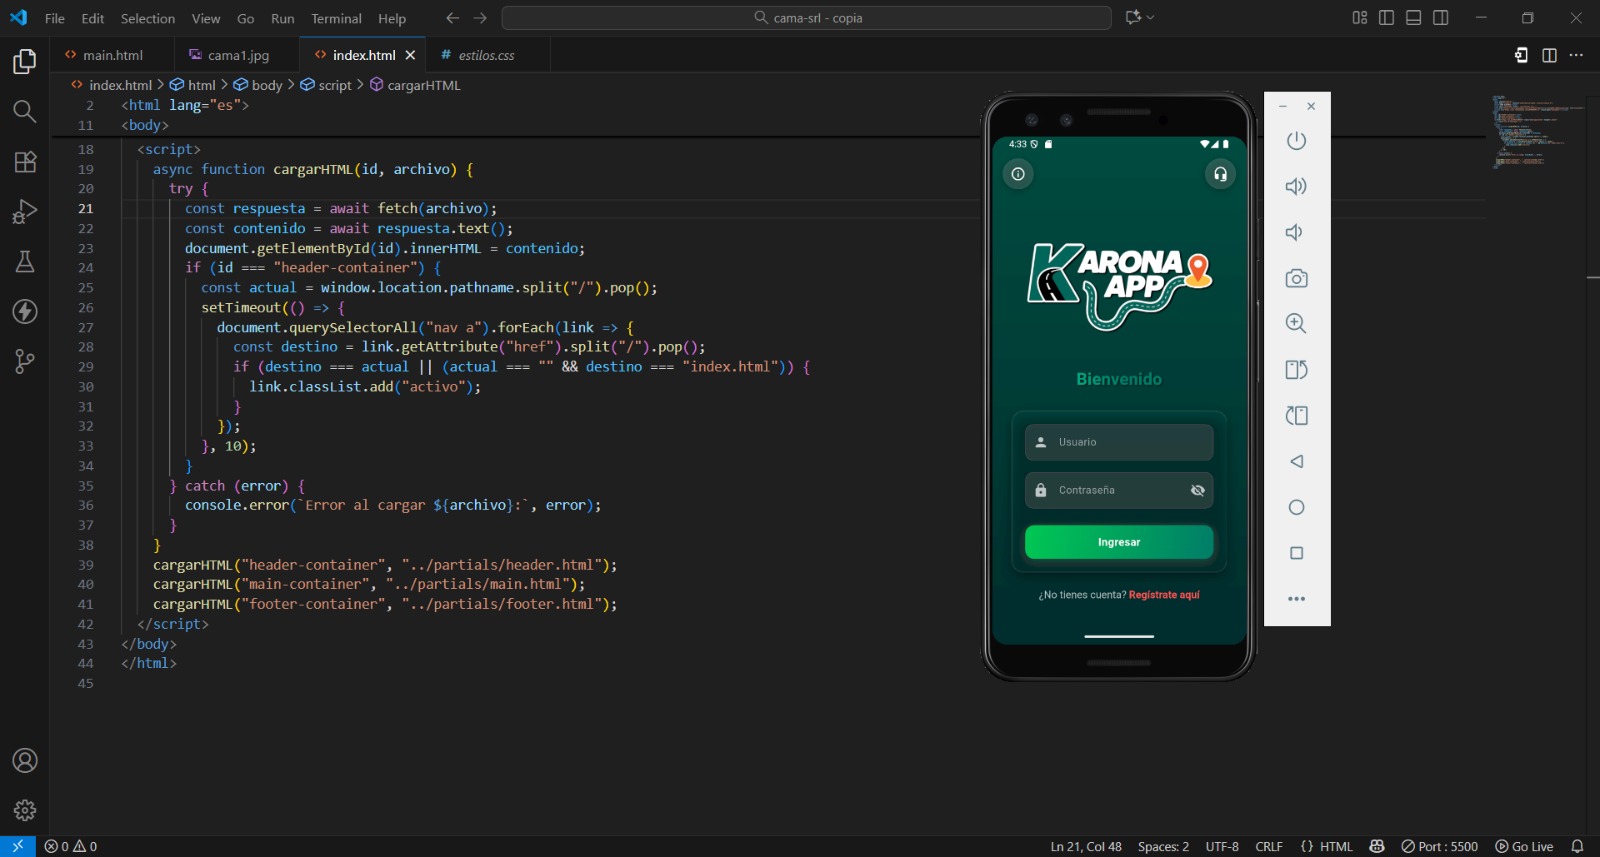 File Edit Selection View Go Run Terminal Help
cama-srl - copia
main.html
cama1.jpg
index.html
# estilos.css
index.html > html > body > script > cargarHTML
2 <html lang="es">
11 <body>
18 <script>
19 async function cargarHTML(id, archivo) {
20 try {
21 const respuesta = await fetch(archivo);
22 const contenido = await respuesta.text();
23 document.getElementById(id).innerHTML = contenido;
24 if (id === "header-container") {
25 const actual = window.location.pathname.split("/").pop();
26 setTimeout(() => {
27 document.querySelectorAll("nav a").forEach(link => {
28 const destino = link.getAttribute("href").split("/").pop();
29 if (destino === actual || (actual === "" && destino === "index.html")) {
30 link.classList.add("activo");
31 }
32 });
33 }, 10);
34 }
35 } catch (error) {
36 console.error(`Error al cargar ${archivo}:`, error);
37 }
38 }
39 cargarHTML("header-container", "../partials/header.html");
40 cargarHTML("main-container", "../partials/main.html");
41 cargarHTML("footer-container", "../partials/footer.html");
42 </script>
43 </body>
44 </html>
45
4:33
KARONA
APP
Bienvenido
Usuario
Contraseña
Ingresar
¿No tienes cuenta? Regístrate aquí
0 0
Ln 21, Col 48 Spaces: 2 UTF-8 CRLF {} HTML Port : 5500 Go Live